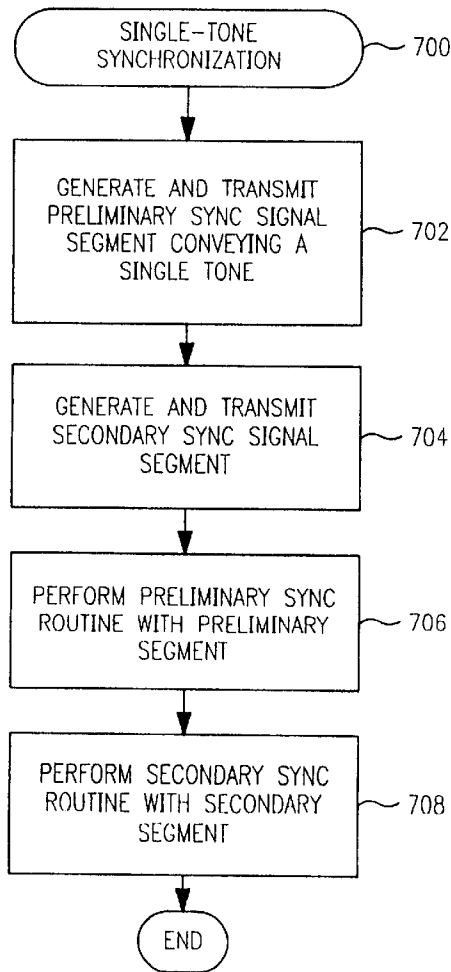 SINGLE-TONE
SYNCHRONIZATION
700
GENERATE AND TRANSMIT
PRELIMINARY SYNC SIGNAL
SEGMENT CONVEYING A
SINGLE TONE
702
GENERATE AND TRANSMIT
SECONDARY SYNC SIGNAL
SEGMENT
704
PERFORM PRELIMINARY SYNC
ROUTINE WITH PRELIMINARY
SEGMENT
706
PERFORM SECONDARY SYNC
ROUTINE WITH SECONDARY
SEGMENT
708
END